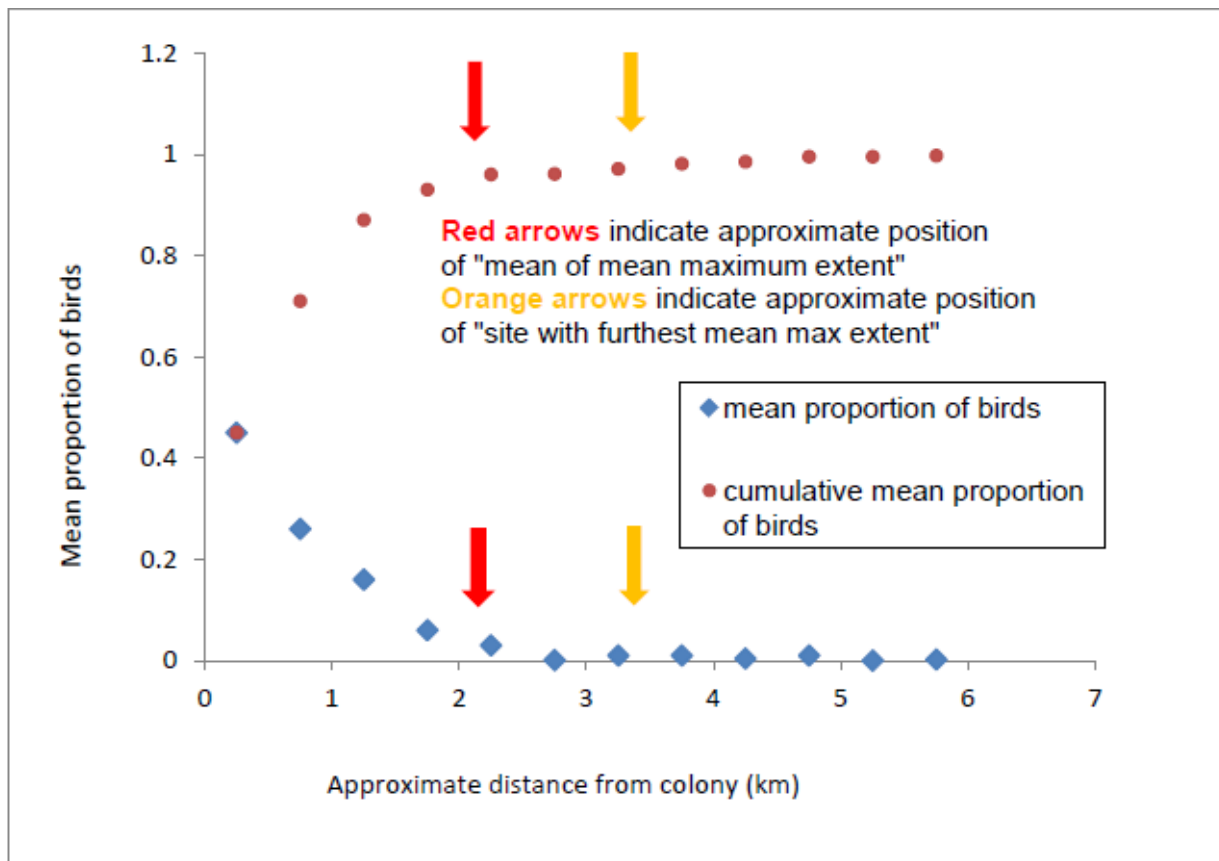 1.2
1
0.8
0.6
0.4
0.2
0
Mean proportion of birds
Red arrows indicate approximate position
of "mean of mean maximum extent"
Orange arrows indicate approximate position
of "site with furthest mean max extent"
mean proportion of birds
cumulative mean proportion
of birds
0 1 2 3 4 5 6 7
Approximate distance from colony (km)